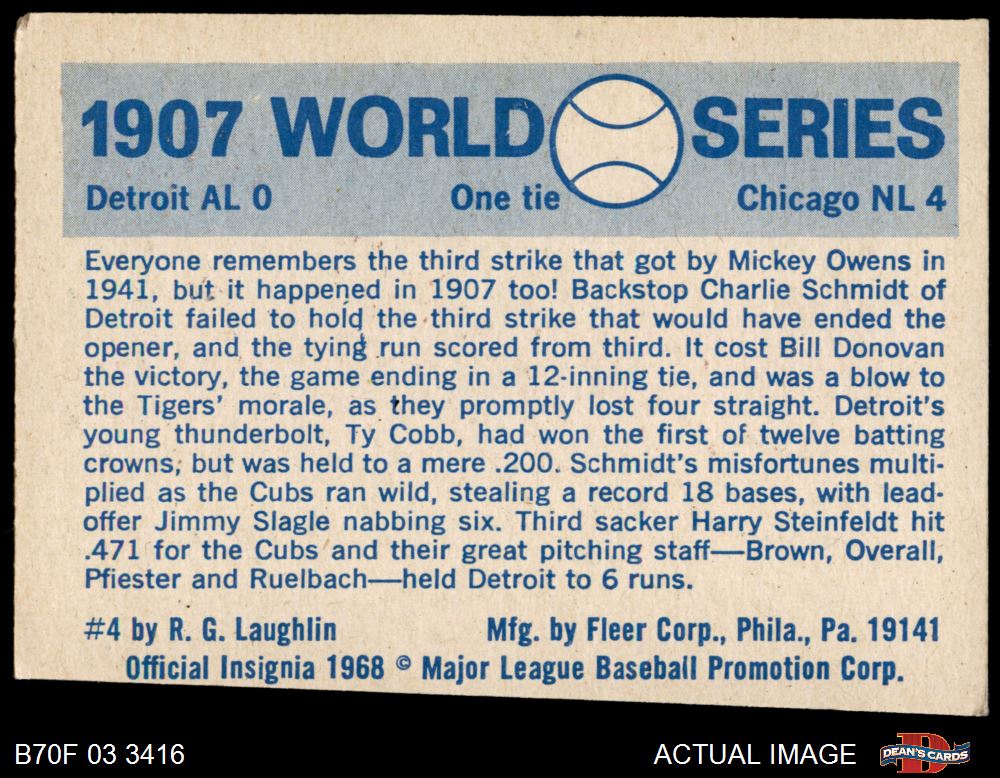 1907 WORLD SERIES
Detroit AL 0 One tie Chicago NL 4
Everyone remembers the third strike that got by Mickey Owens in
1941, but it happened in 1907 too! Backstop Charlie Schmidt of
Detroit failed to hold the third strike that would have ended the
opener, and the tying run scored from third. It cost Bill Donovan
the victory, the game ending in a 12-inning tie, and was a blow to
the Tigers' morale, as they promptly lost four straight. Detroit's
young thunderbolt, Ty Cobb, had won the first of twelve batting
crowns, but was held to a mere .200. Schmidt's misfortunes multi-
plied as the Cubs ran wild, stealing a record 18 bases, with lead-
offer Jimmy Slagle nabbing six. Third sacker Harry Steinfeldt hit
.471 for the Cubs and their great pitching staff—Brown, Overall,
Pfiester and Ruelbach—held Detroit to 6 runs.
#4 by R. G. Laughlin Mfg. by Fleer Corp., Phila., Pa. 19141
Official Insignia 1968 © Major League Baseball Promotion Corp.
B70F 03 3416 ACTUAL IMAGE D DEAN'S CARDS